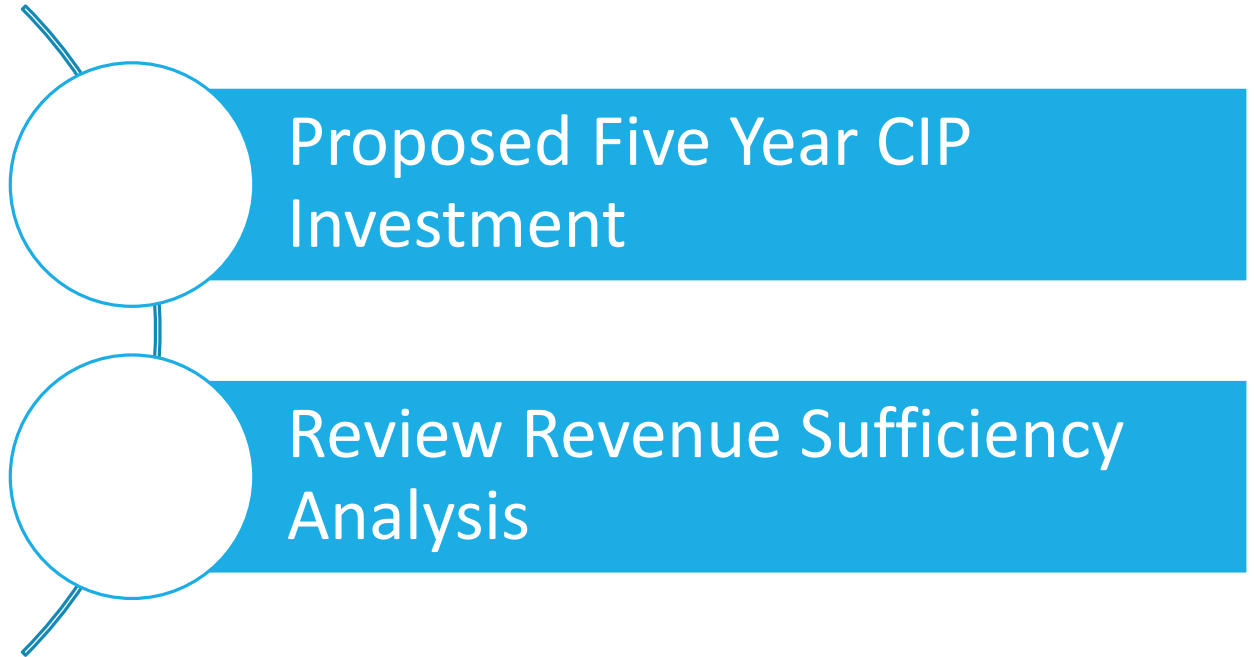 Proposed Five Year CIP
Investment
Review Revenue Sufficiency
Analysis